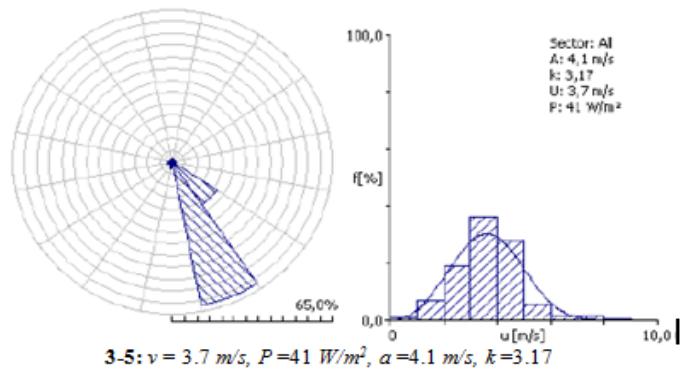 100,0
Sector: All
A: 4,1 m/s
k: 3,17
U: 3,7 m/s
P: 41 W/m²
f[%]
65,0%
0,0
0
u [m/s]
10,0
3-5: v = 3.7 m/s, P =41 W/m², a =4.1 m/s, k =3.17